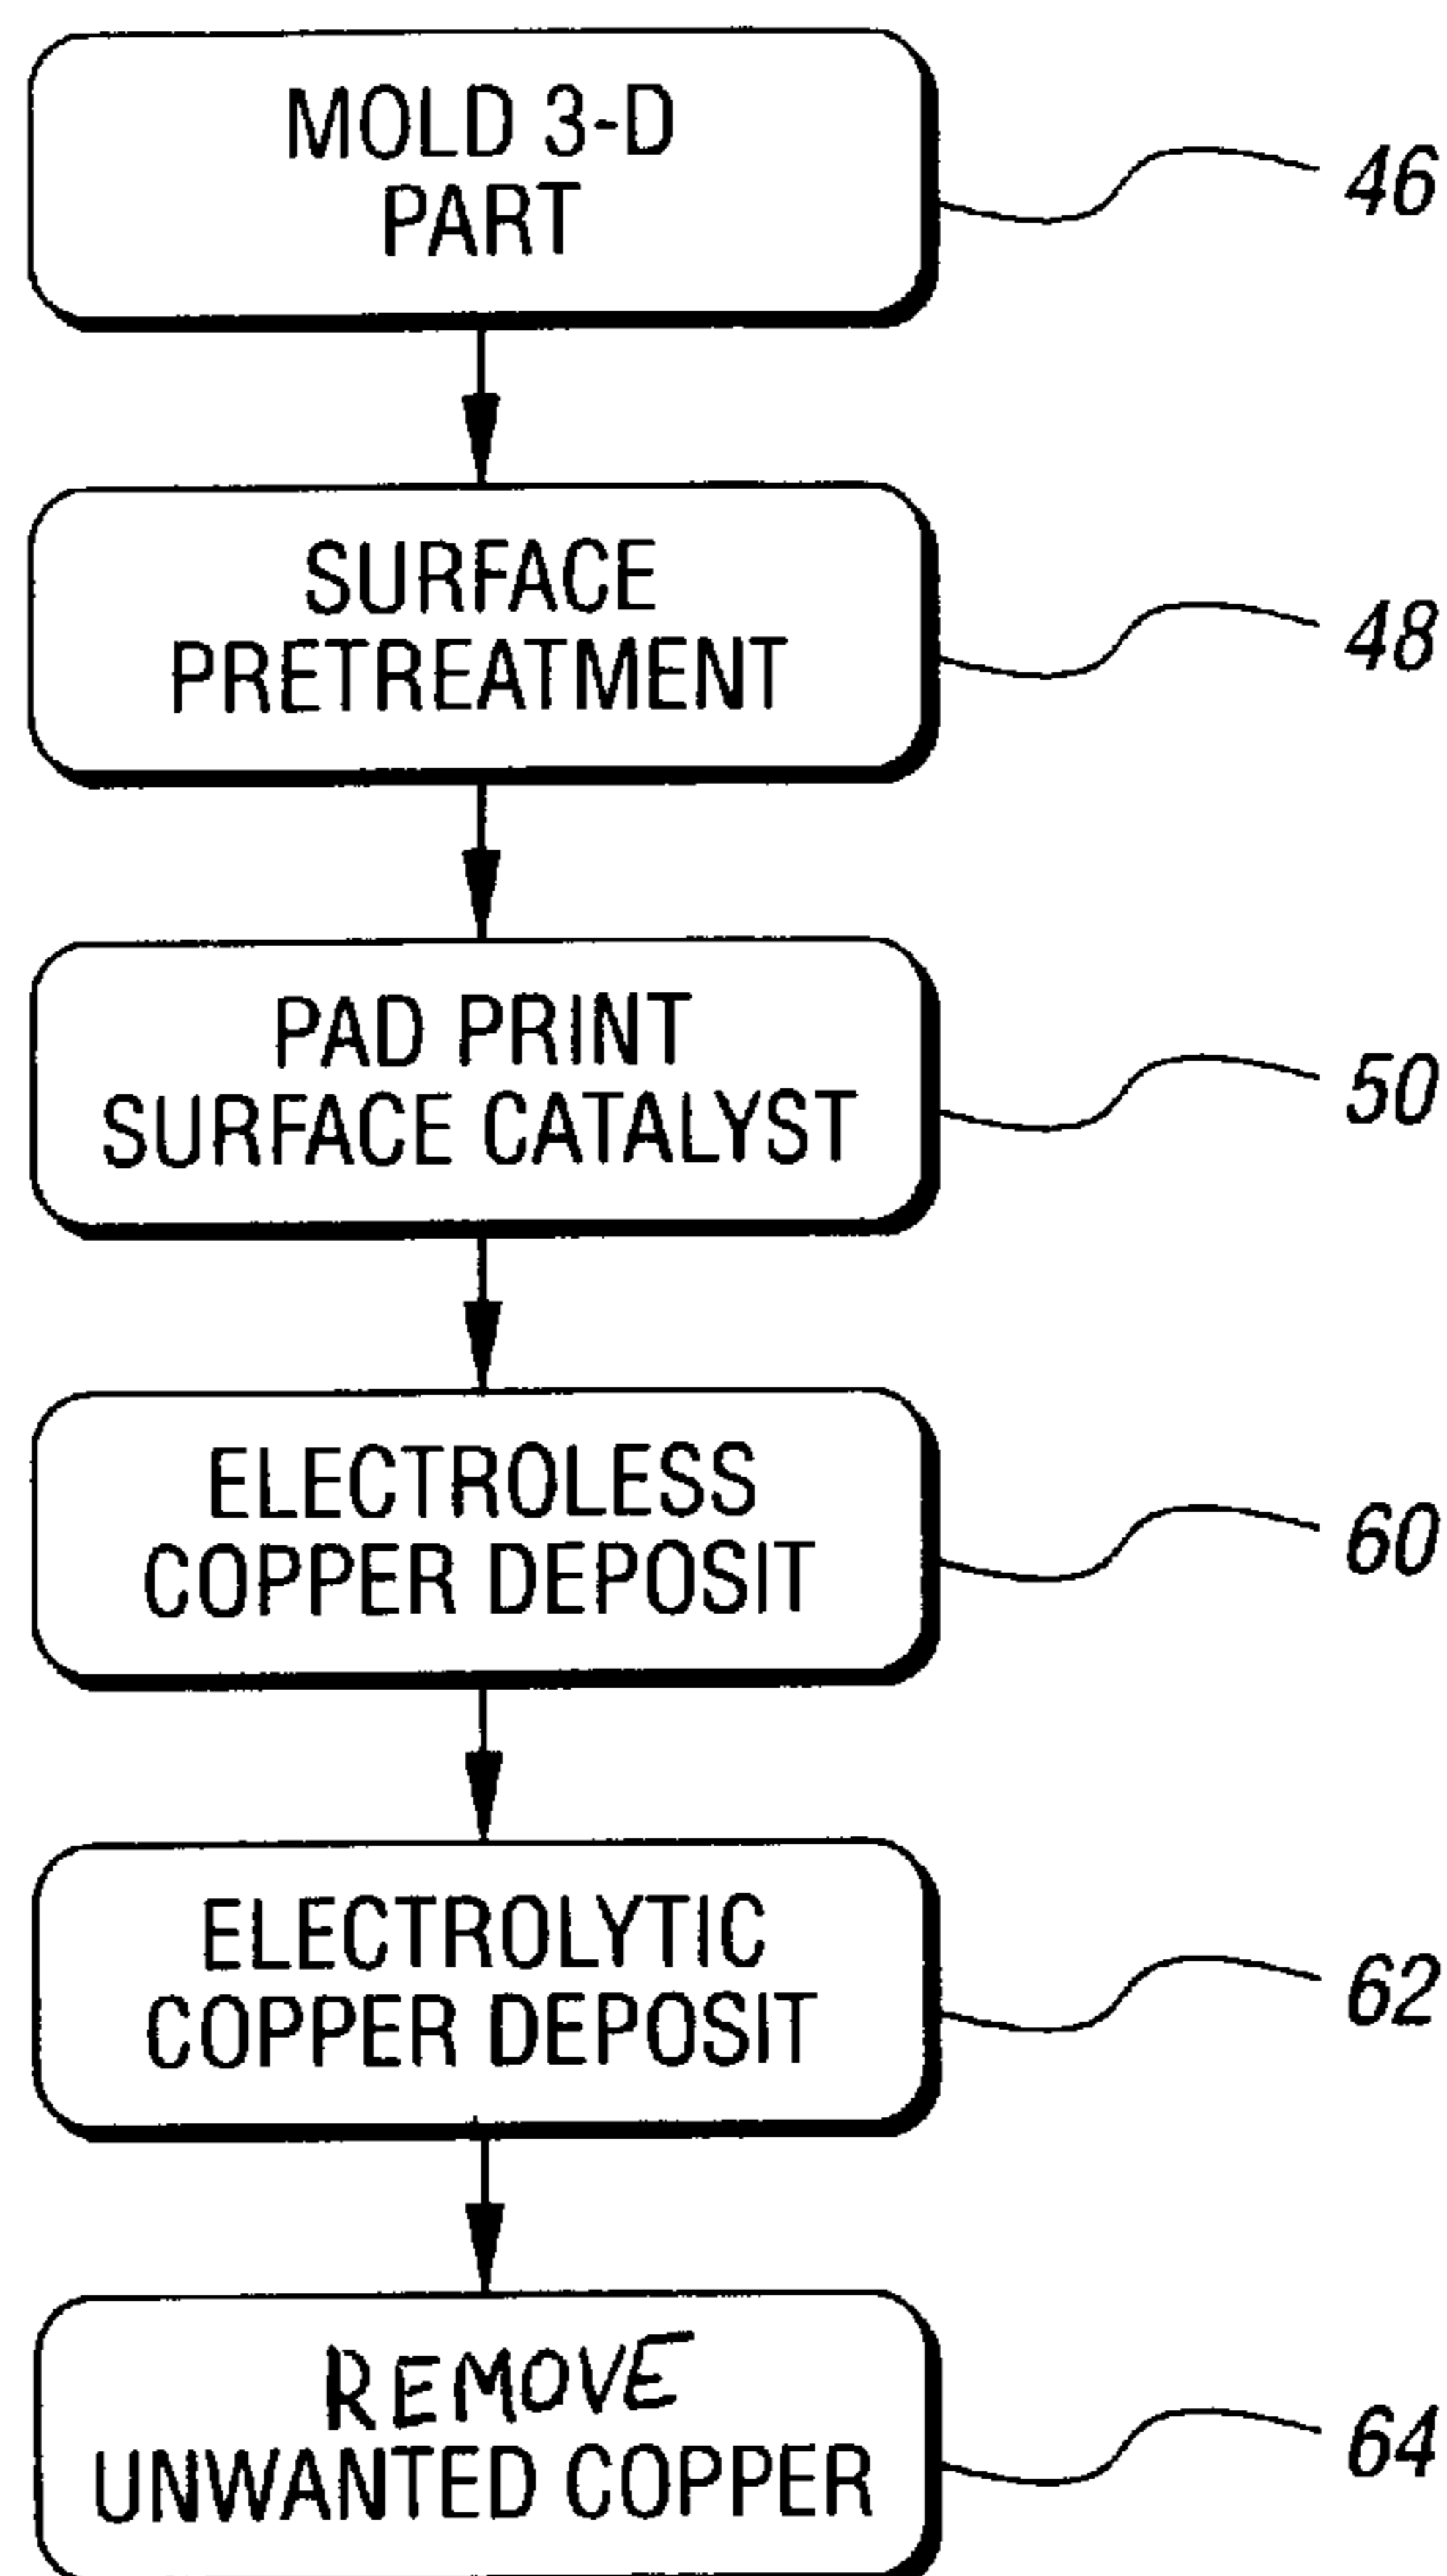 MOLD 3-D
PART
46
SURFACE
PRETREATMENT
48
PAD PRINT
SURFACE CATALYST
50
ELECTROLESS
COPPER DEPOSIT
60
ELECTROLYTIC
COPPER DEPOSIT
62
REMOVE
UNWANTED COPPER
64